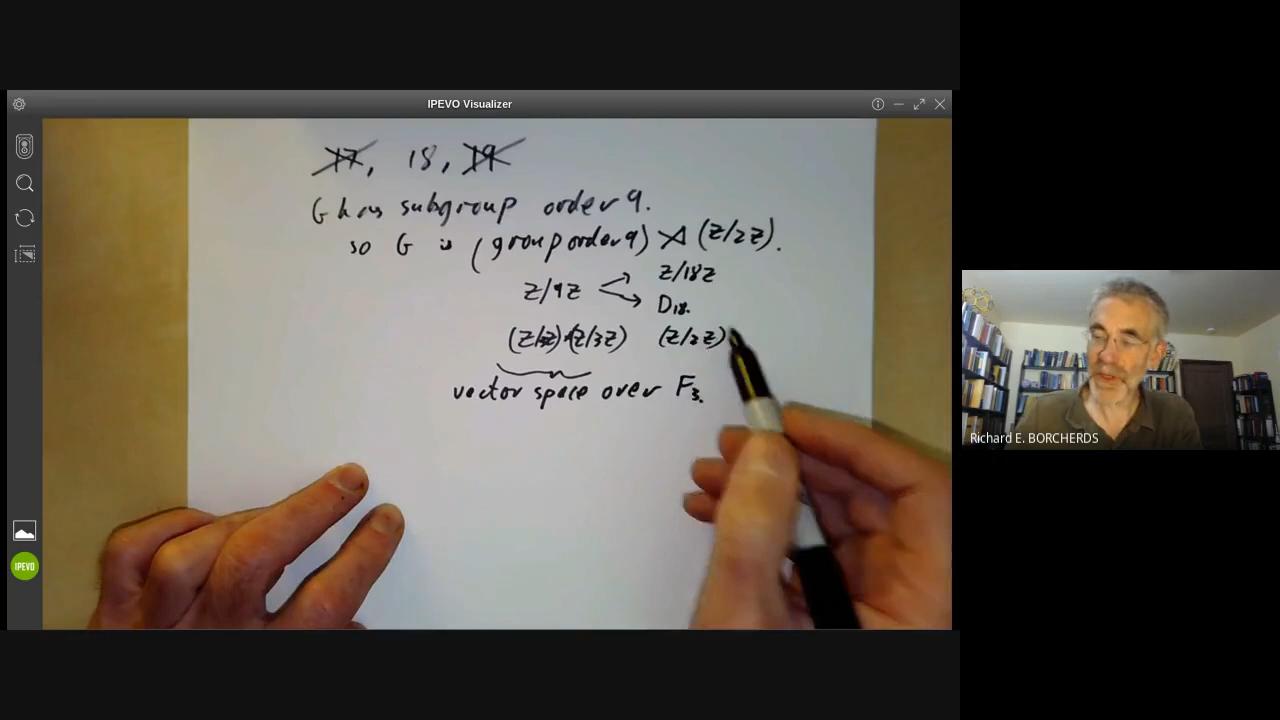 IPEVO Visualizer
17, 18, 19
G has subgroup order 9.
so G is (group order 9) ⋊ (Z/2Z).
Z/18Z
Z/9Z
D18.
(Z/3Z) × (Z/3Z) (Z/2Z)
vector space over F3.
IPEVO
Richard E. BORCHERDS